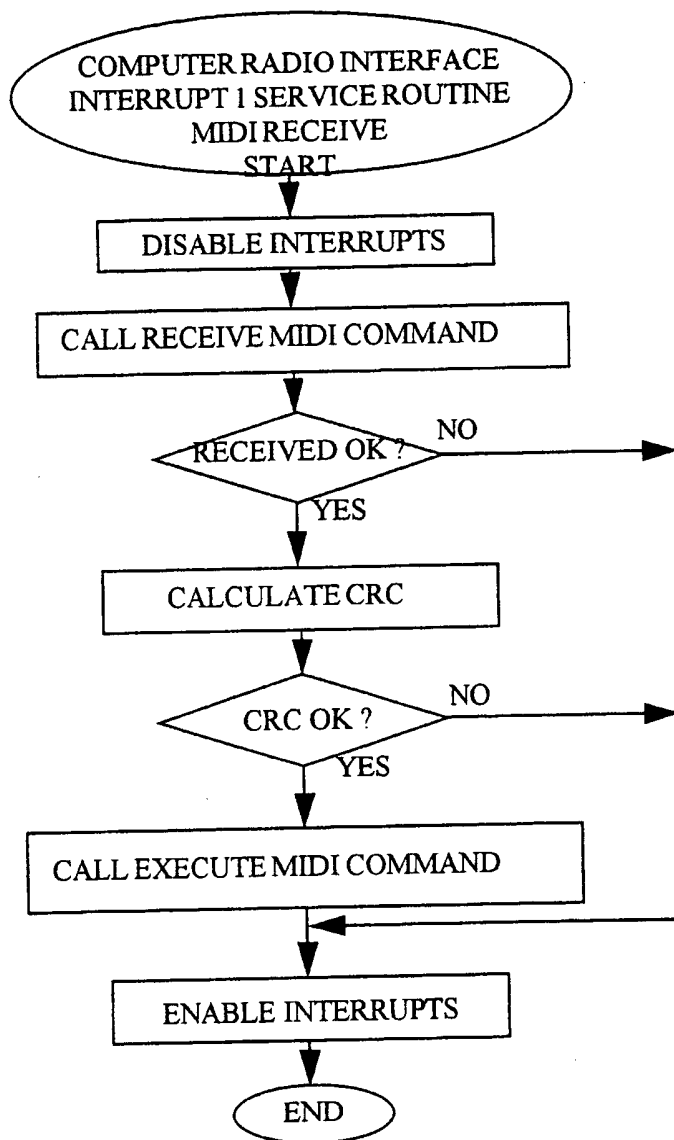 COMPUTER RADIO INTERFACE
INTERRUPT 1 SERVICE ROUTINE
MIDI RECEIVE
START
DISABLE INTERRUPTS
CALL RECEIVE MIDI COMMAND
RECEIVED OK ?
NO
YES
CALCULATE CRC
CRC OK ?
NO
YES
CALL EXECUTE MIDI COMMAND
ENABLE INTERRUPTS
END